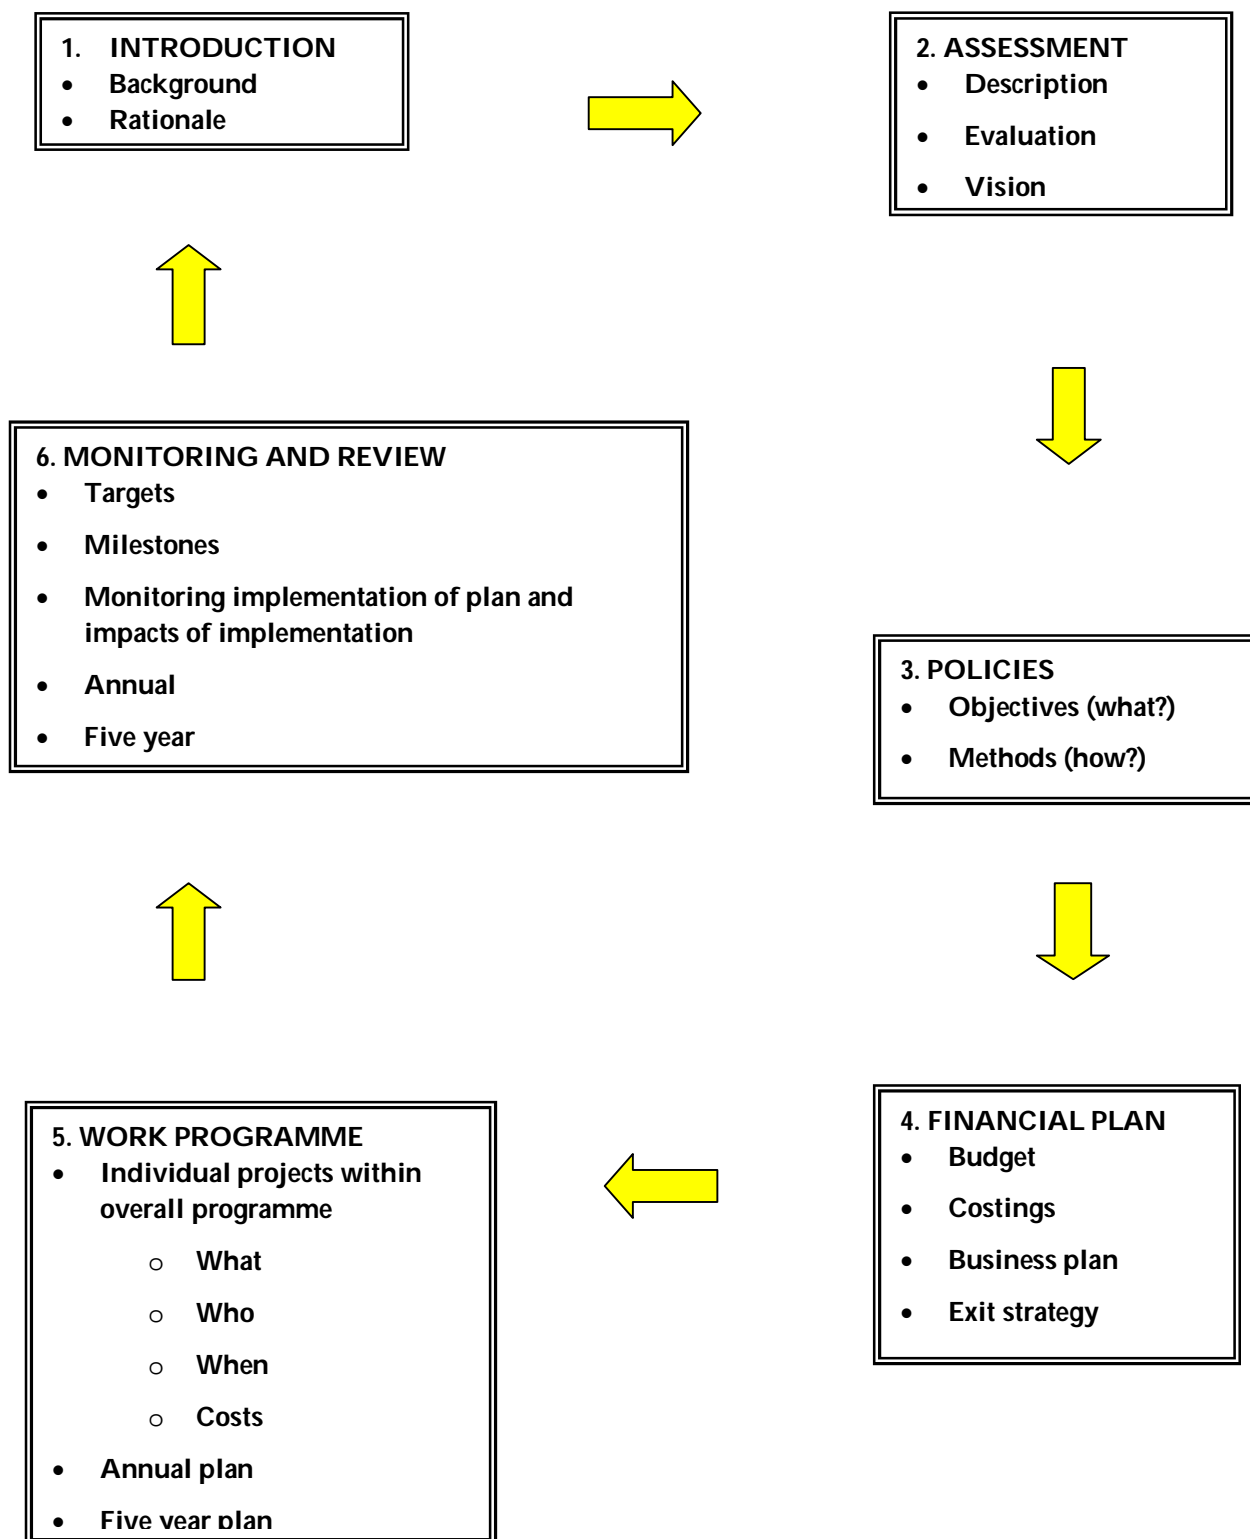 1. INTRODUCTION
• Background
• Rationale
2. ASSESSMENT
• Description
• Evaluation
• Vision
3. POLICIES
• Objectives (what?)
• Methods (how?)
4. FINANCIAL PLAN
• Budget
• Costings
• Business plan
• Exit strategy
5. WORK PROGRAMME
• Individual projects within
overall programme
o What
o Who
o When
o Costs
• Annual plan
• Five year plan
6. MONITORING AND REVIEW
• Targets
• Milestones
• Monitoring implementation of plan and
impacts of implementation
• Annual
• Five year